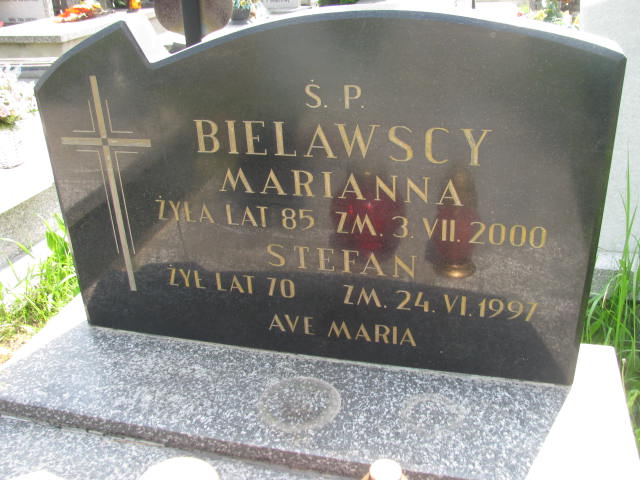 Ś. P.
BIELAWSCY
MARIANNA
ŻYŁA LAT 85 ZM. 3. VII. 2000
STEFAN
ŻYŁ LAT 70 ZM. 24. VI. 1997
AVE MARIA